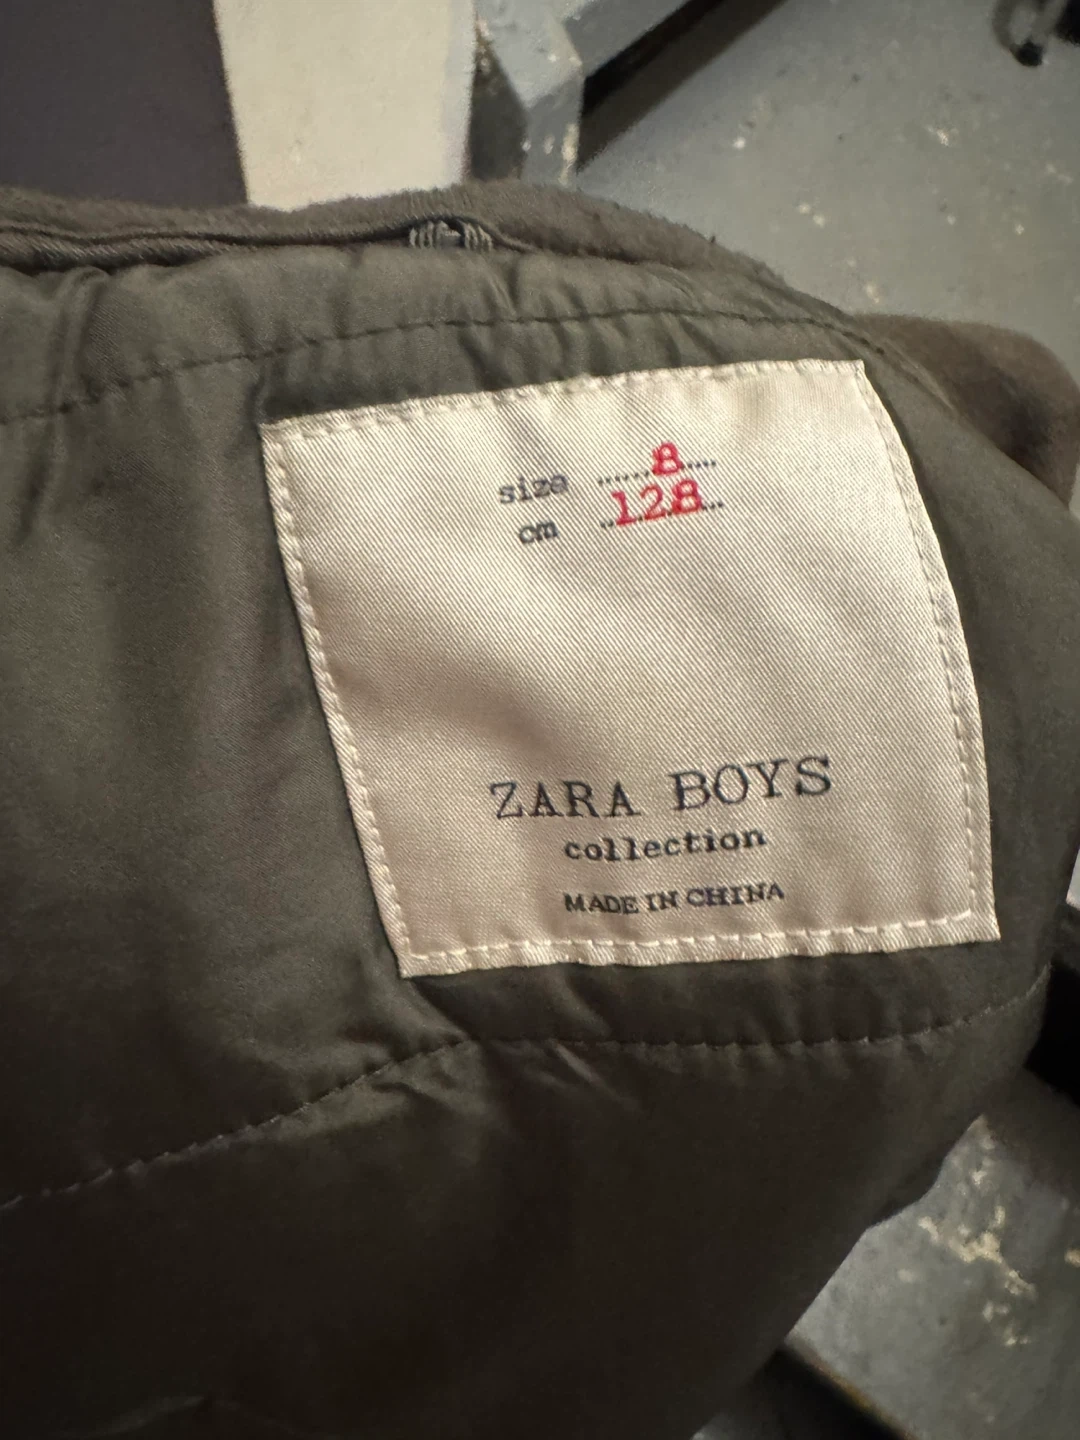 size ......8....
cm ..128...
ZARA BOYS
collection
MADE IN CHINA